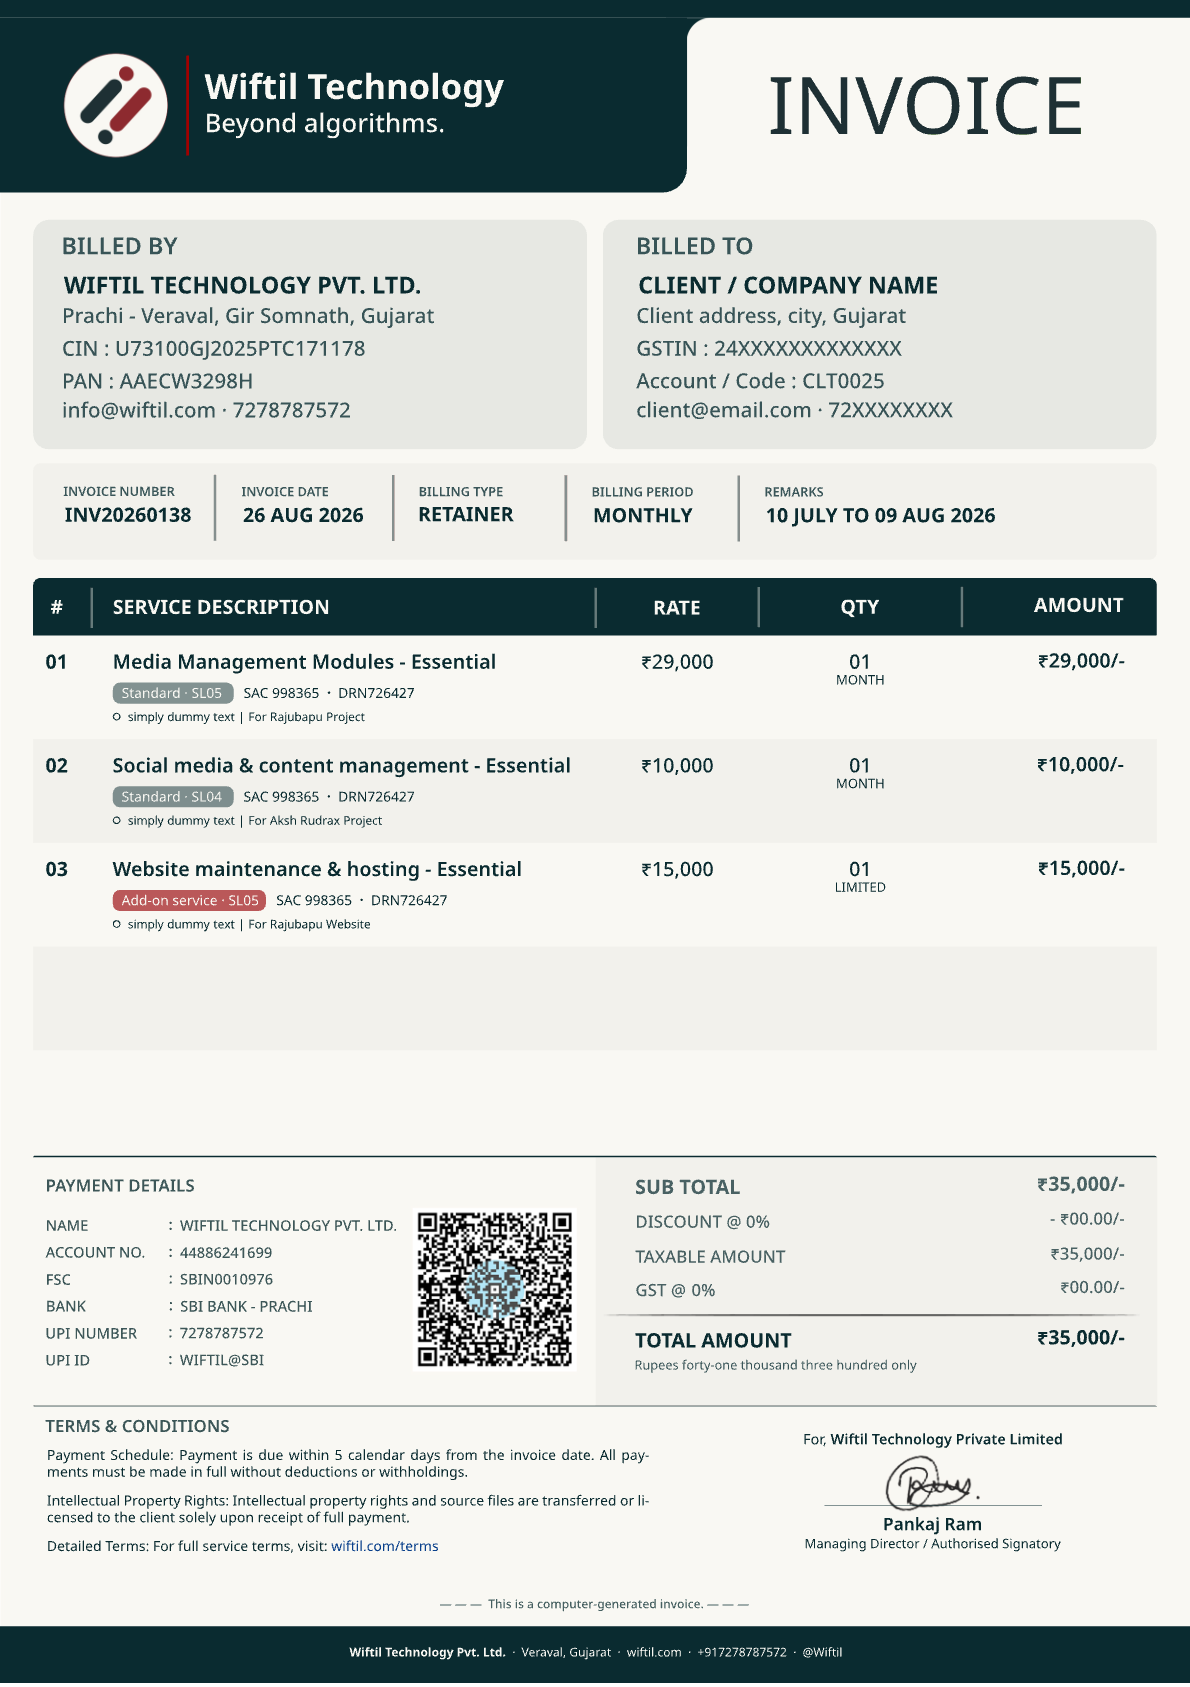 Wiftil Technology
Beyond algorithms.
INVOICE
BILLED BY
WIFTIL TECHNOLOGY PVT. LTD.
Prachi - Veraval, Gir Somnath, Gujarat
CIN : U73100GJ2025PTC171178
PAN : AAECW3298H
info@wiftil.com · 7278787572
BILLED TO
CLIENT / COMPANY NAME
Client address, city, Gujarat
GSTIN : 24XXXXXXXXXXXXX
Account / Code : CLT0025
client@email.com · 72XXXXXXXX
INVOICE NUMBER
INV20260138
INVOICE DATE
26 AUG 2026
BILLING TYPE
RETAINER
BILLING PERIOD
MONTHLY
REMARKS
10 JULY TO 09 AUG 2026
# SERVICE DESCRIPTION RATE QTY AMOUNT
01 Media Management Modules - Essential ₹29,000 01 ₹29,000/-
MONTH
Standard · SL05 SAC 998365 · DRN726427
simply dummy text | For Rajubapu Project
02 Social media & content management - Essential ₹10,000 01 ₹10,000/-
MONTH
Standard · SL04 SAC 998365 · DRN726427
simply dummy text | For Aksh Rudrax Project
03 Website maintenance & hosting - Essential ₹15,000 01 ₹15,000/-
LIMITED
Add-on service · SL05 SAC 998365 · DRN726427
simply dummy text | For Rajubapu Website
PAYMENT DETAILS
NAME : WIFTIL TECHNOLOGY PVT. LTD.
ACCOUNT NO. : 44886241699
FSC : SBIN0010976
BANK : SBI BANK - PRACHI
UPI NUMBER : 7278787572
UPI ID : WIFTIL@SBI
SUB TOTAL ₹35,000/-
DISCOUNT @ 0% - ₹00.00/-
TAXABLE AMOUNT ₹35,000/-
GST @ 0% ₹00.00/-
TOTAL AMOUNT ₹35,000/-
Rupees forty-one thousand three hundred only
TERMS & CONDITIONS
Payment Schedule: Payment is due within 5 calendar days from the invoice date. All pay-
ments must be made in full without deductions or withholdings.
Intellectual Property Rights: Intellectual property rights and source files are transferred or li-
censed to the client solely upon receipt of full payment.
Detailed Terms: For full service terms, visit: wiftil.com/terms
For, Wiftil Technology Private Limited
Pankaj Ram
Managing Director / Authorised Signatory
— — — This is a computer-generated invoice. — — —
Wiftil Technology Pvt. Ltd. · Veraval, Gujarat · wiftil.com · +917278787572 · @Wiftil